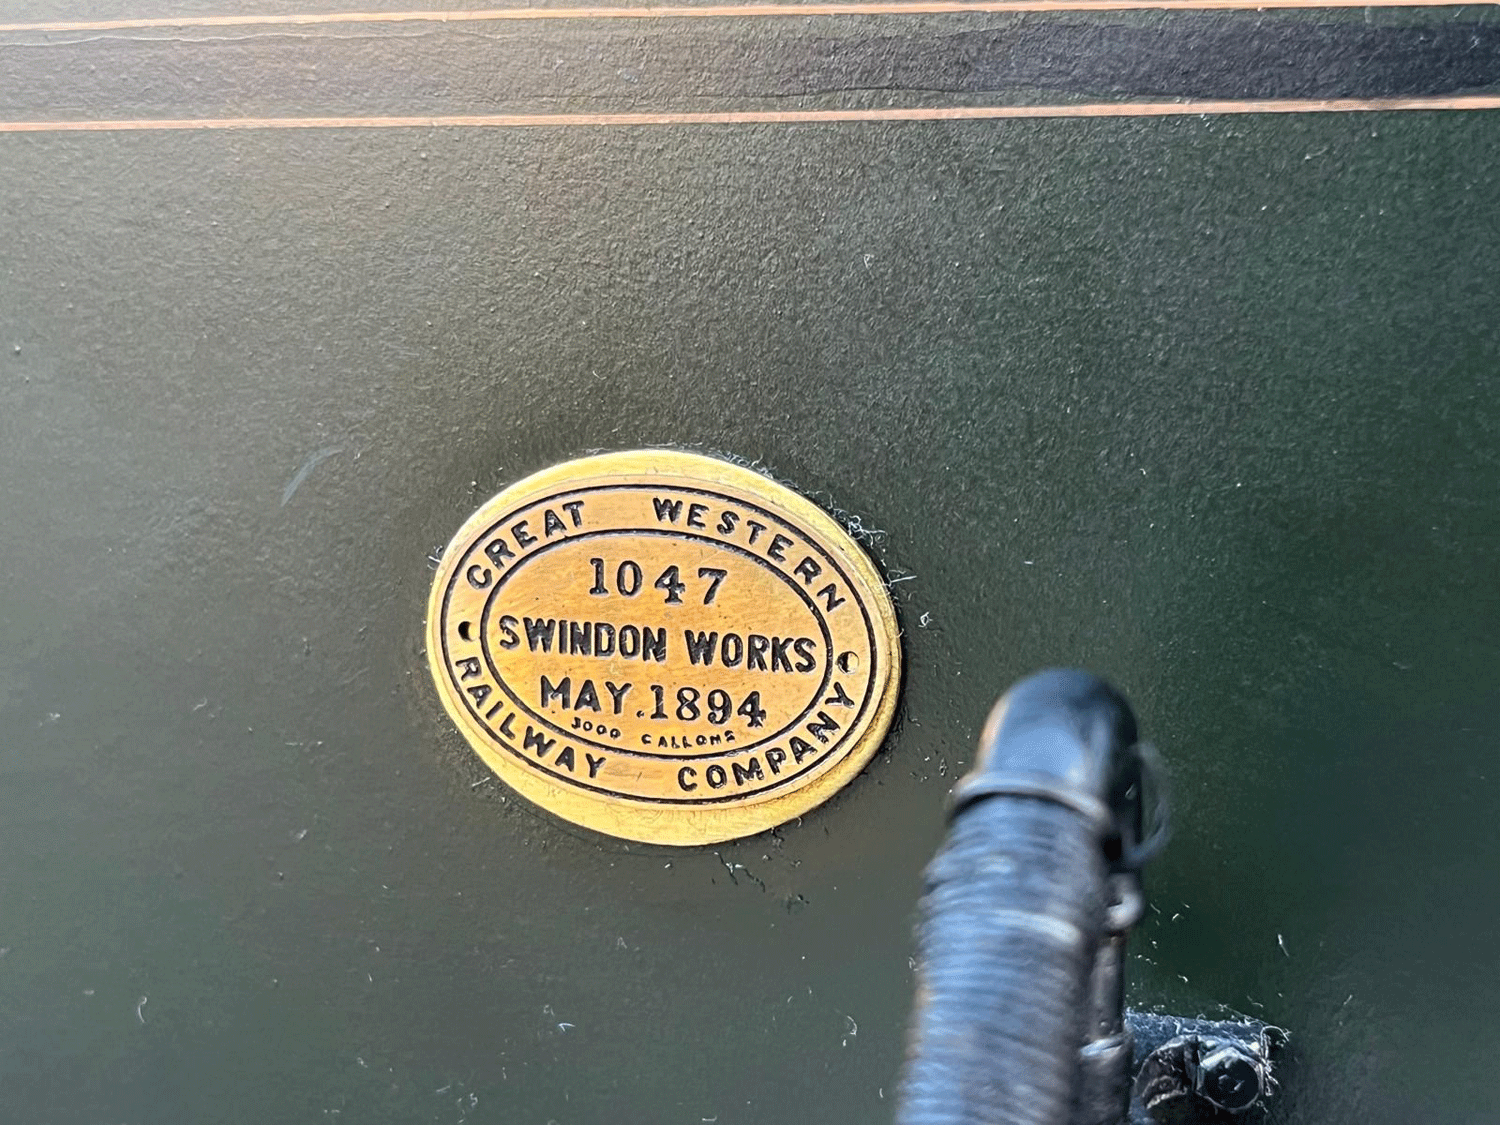 GREAT WESTERN
1047
SWINDON WORKS
MAY.1894
3000 GALLONS
RAILWAY COMPANY